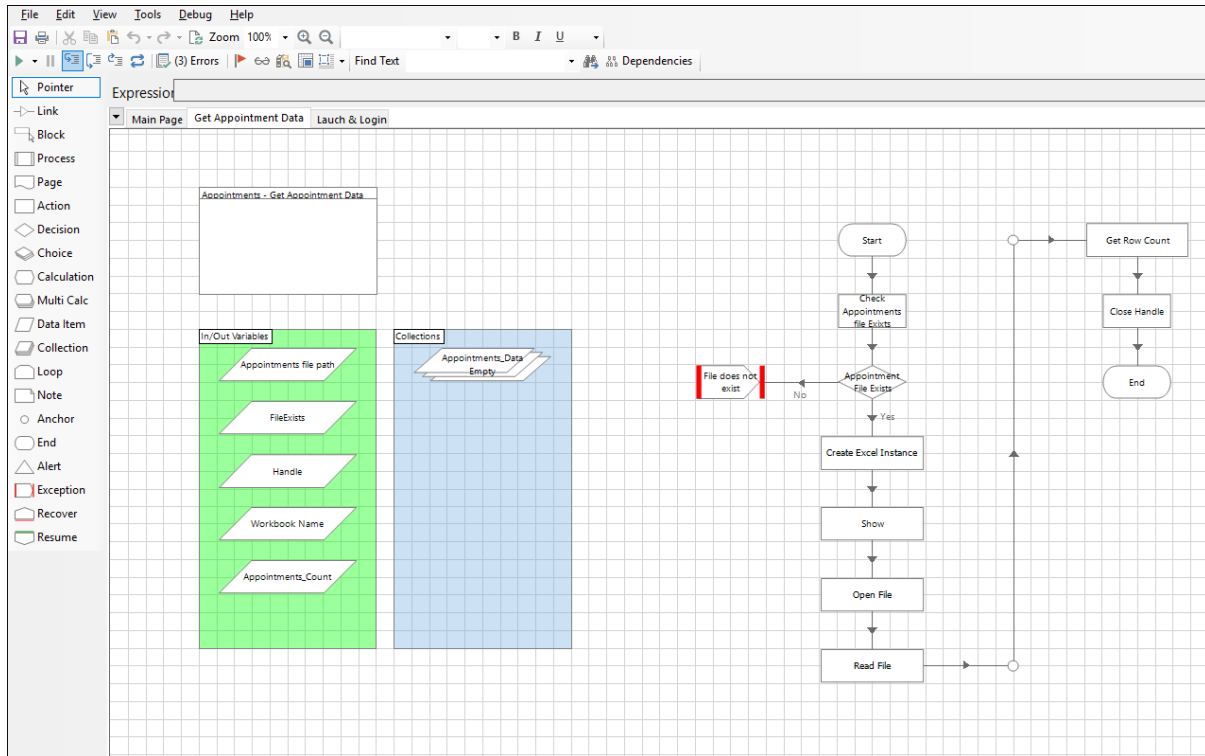 File Edit View Tools Debug Help
Zoom 100% B I U
(3) Errors Find Text Dependencies
Pointer
Link
Block
Process
Page
Action
Decision
Choice
Calculation
Multi Calc
Data Item
Collection
Loop
Note
Anchor
End
Alert
Exception
Recover
Resume
Expression
Main Page Get Appointment Data Lauch & Login
Appointments - Get Appointment Data
In/Out Variables
Appointments file path
FileExists
Handle
Workbook Name
Appointments_Count
Collections
Appointments_Data
Empty
Start
Check
Appointments
file Exixts
Appointment
File Exists
No
File does not
exist
Yes
Create Excel Instance
Show
Open File
Read File
Get Row Count
Close Handle
End